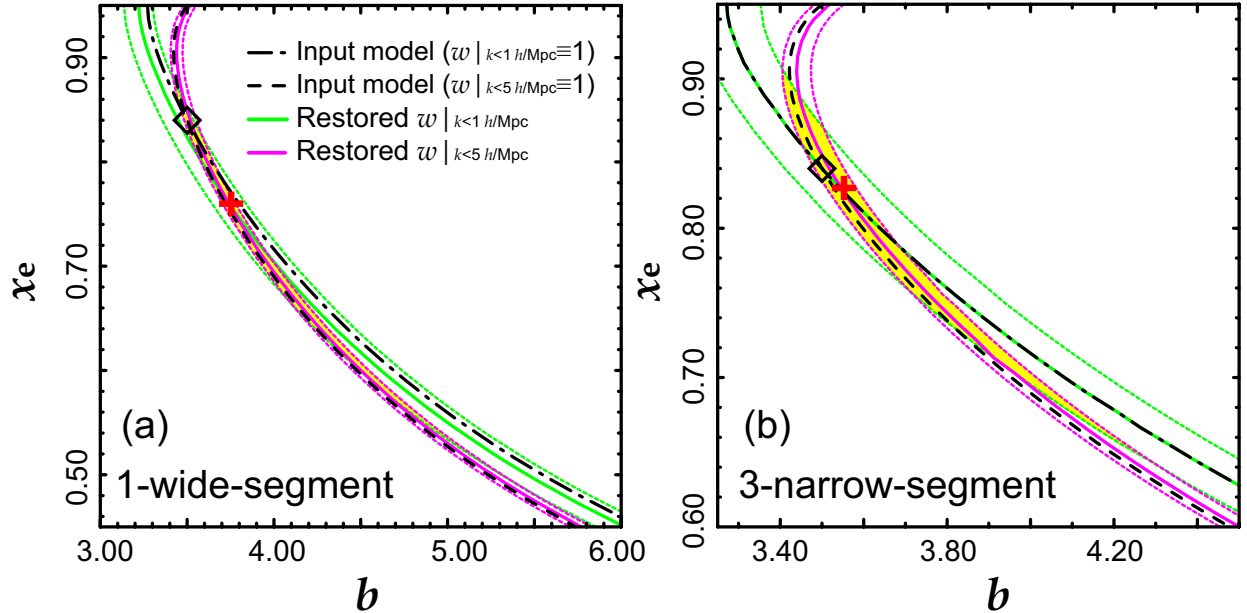 Input model (w | k<1 h/Mpc≡1)
Input model (w | k<5 h/Mpc≡1)
Restored w | k<1 h/Mpc
Restored w | k<5 h/Mpc
xe
0.90
0.70
0.50
(a)
1-wide-segment
3.00 4.00 5.00 6.00
b
xe
0.90
0.80
0.70
0.60
(b)
3-narrow-segment
3.40 3.80 4.20
b